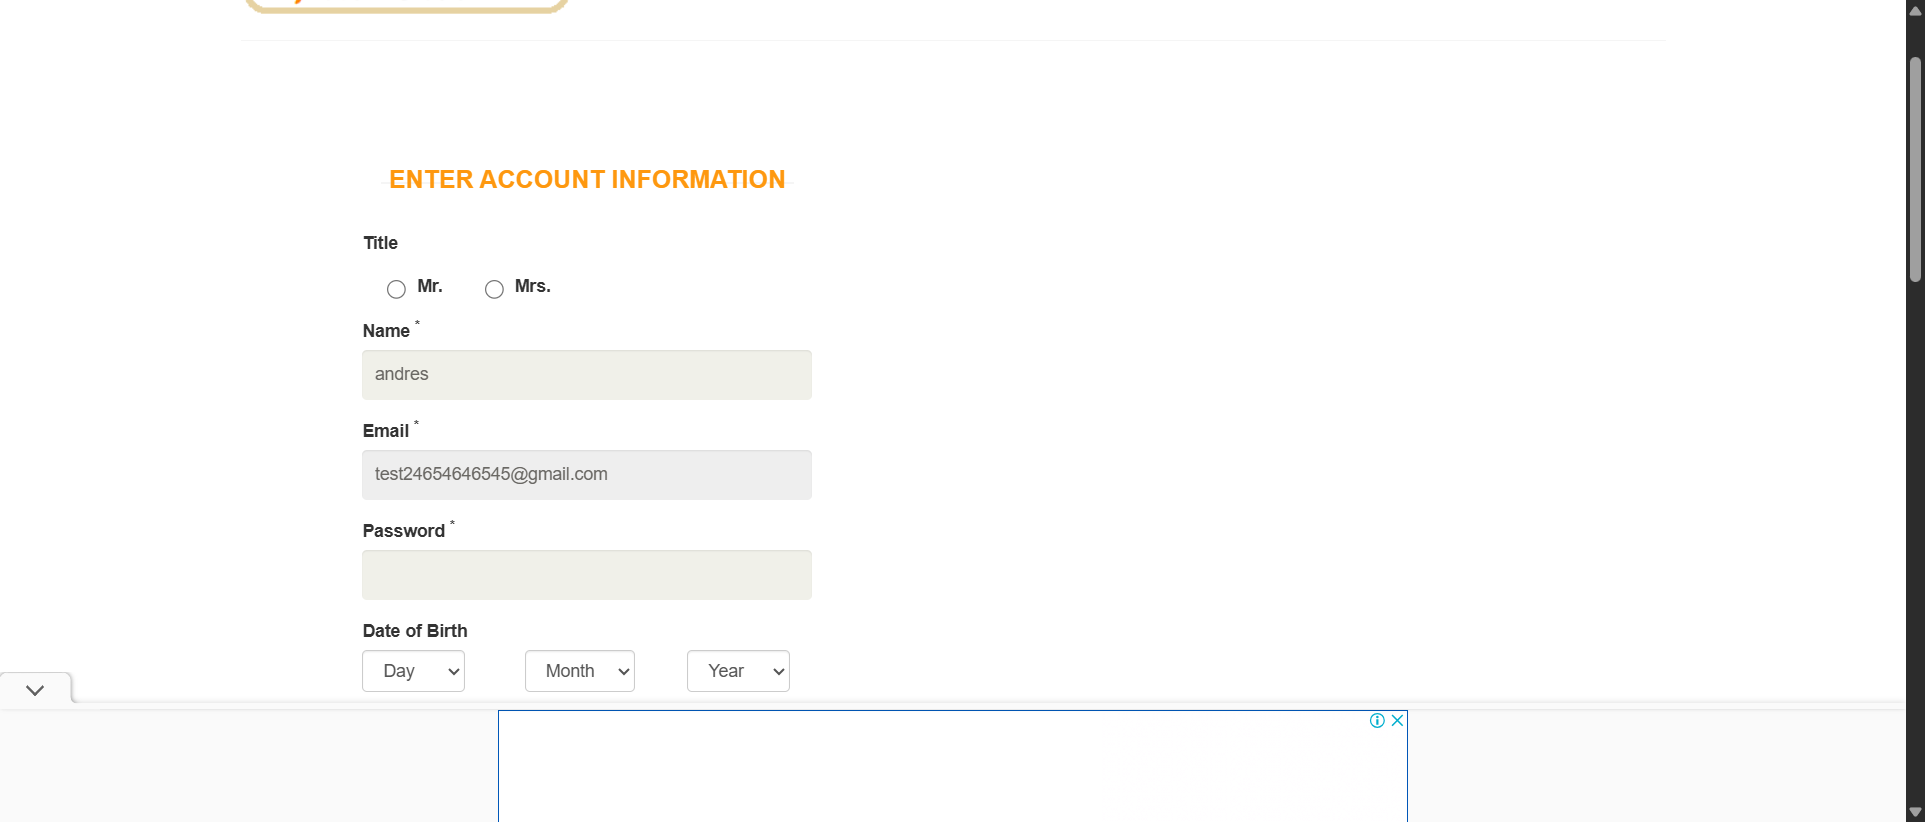 ENTER ACCOUNT INFORMATION
Title
Mr. Mrs.
Name *
andres
Email *
test24654646545@gmail.com
Password *
Date of Birth
Day Month Year